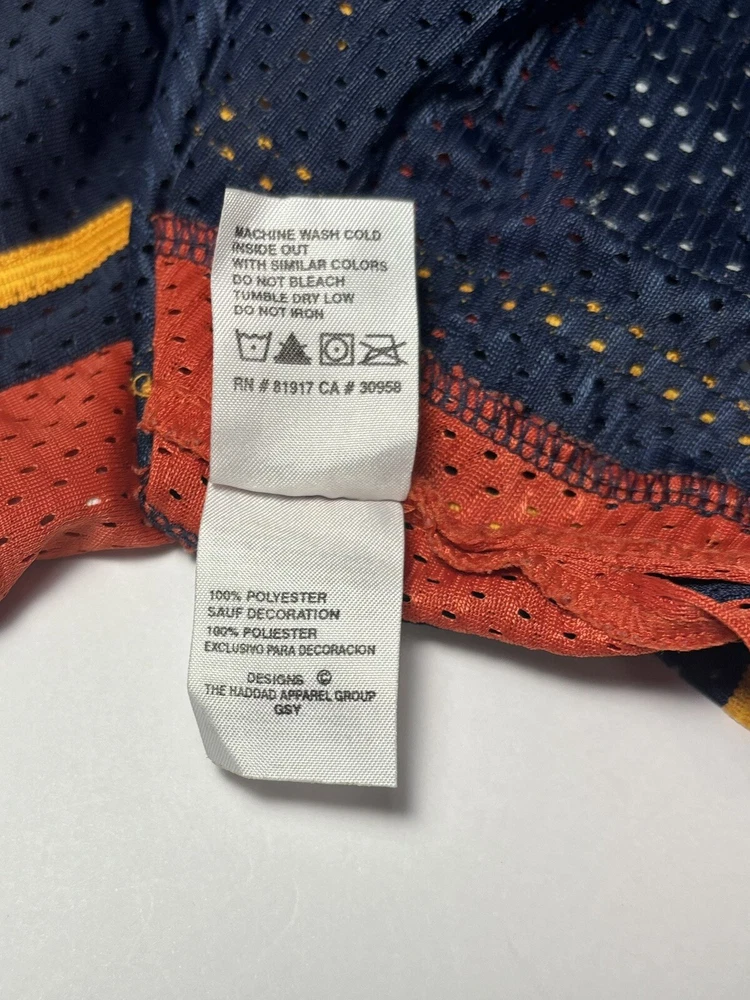 MACHINE WASH COLD
INSIDE OUT
WITH SIMILAR COLORS
DO NOT BLEACH
TUMBLE DRY LOW
DO NOT IRON
RN # 81917 CA # 30958
100% POLYESTER
SAUF DECORATION
100% POLIESTER
EXCLUSIVO PARA DECORACION
DESIGNS ©
THE HADDAD APPAREL GROUP
GSY